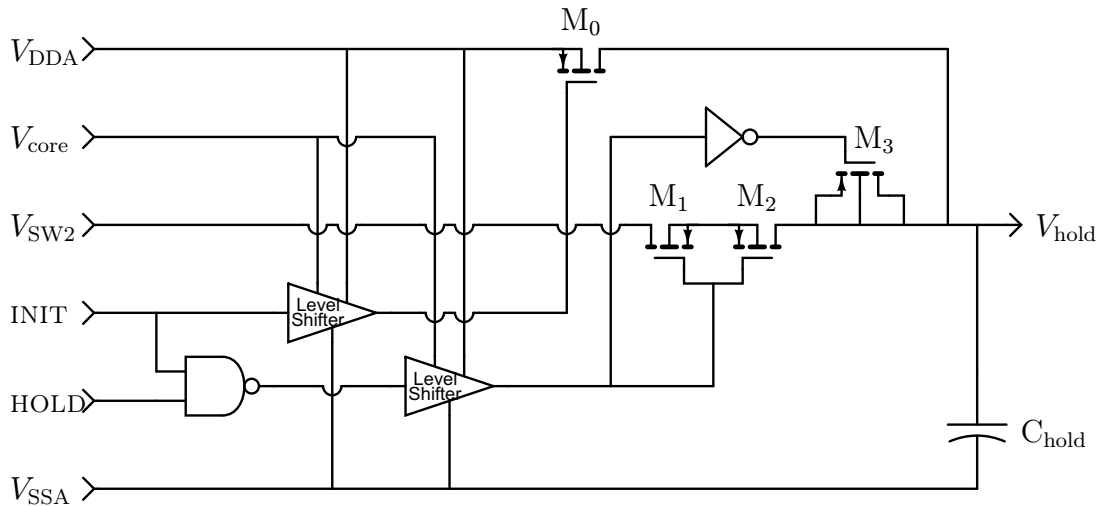 M0
VDDA
Vcore
M3
M1
M2
VSW2
Vhold
INIT
Level
Shifter
Level
Shifter
HOLD
Chold
VSSA